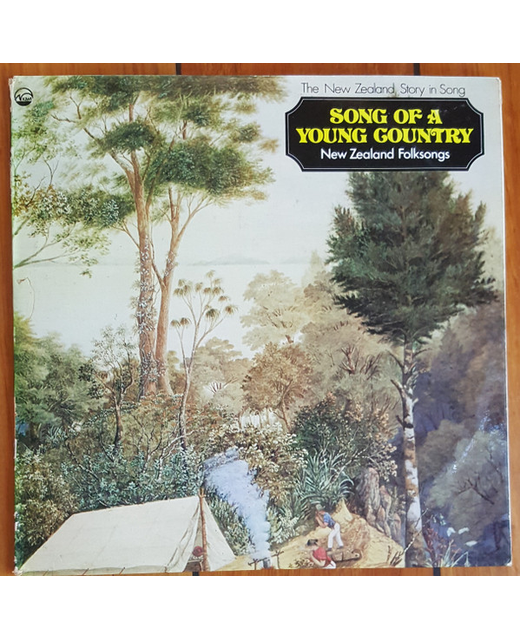 The New Zealand Story in Song
SONG OF A
YOUNG COUNTRY
New Zealand Folksongs